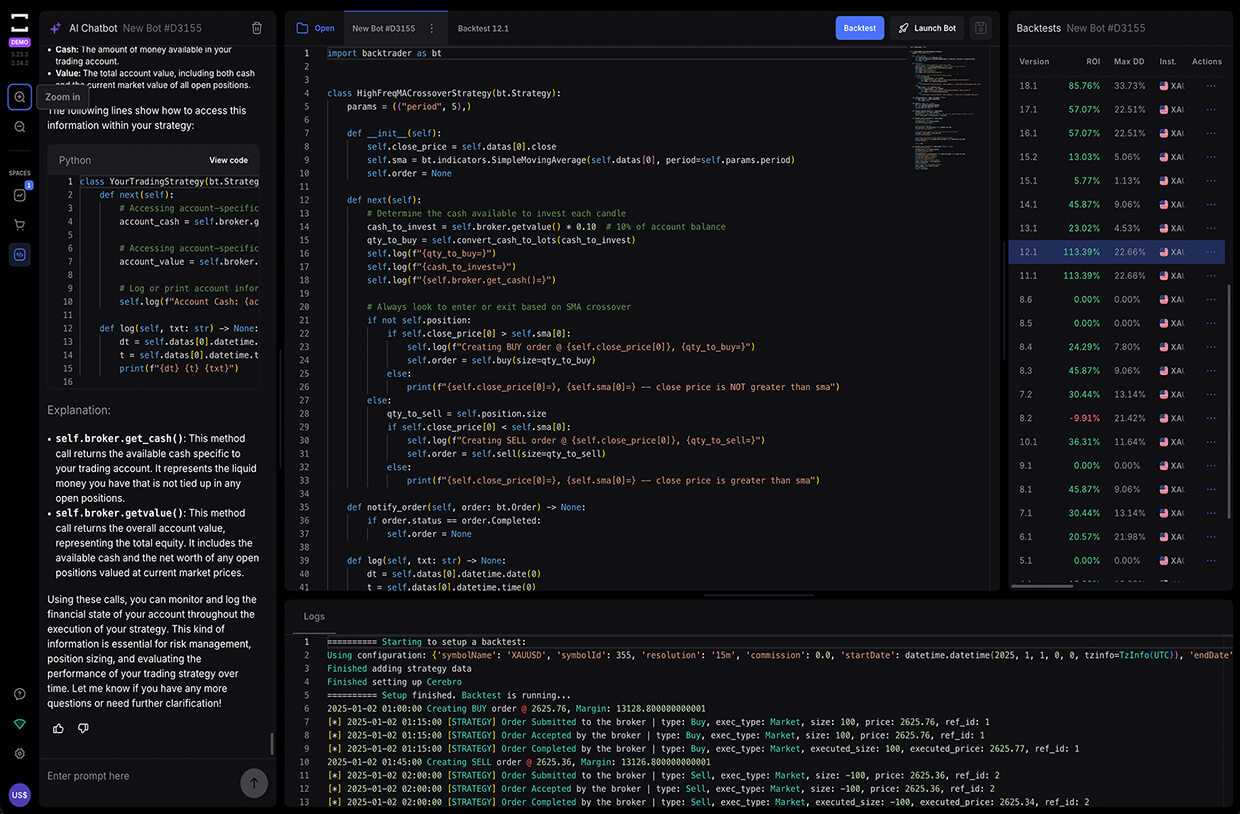 DEMO
3.23.3
2.24.2
Zoom in
SPACES
1
US$
AI Chatbot New Bot #D3155
• Cash: The amount of money available in your
trading account.
• Value: The total account value, including both cash
current market value of all open positions.
The following lines show how to access this
information within your strategy:
Python View code
1 class YourTradingStrategy(bt.Strateg
2 def next(self):
3 # Accessing account-specific
4 account_cash = self.broker.g
5
6 # Accessing account-specific
7 account_value = self.broker.
8
9 # Log or print account infor
10 self.log(f"Account Cash: {ac
11
12 def log(self, txt: str) -> None:
13 dt = self.datas[0].datetime.
14 t = self.datas[0].datetime.t
15 print(f"{dt} {t} {txt}")
16
Explanation:
• self.broker.get_cash(): This method
call returns the available cash specific to
your trading account. It represents the liquid
money you have that is not tied up in any
open positions.
• self.broker.getvalue(): This method
call returns the overall account value,
representing the total equity. It includes the
available cash and the net worth of any open
positions valued at current market prices.
Using these calls, you can monitor and log the
financial state of your account throughout the
execution of your strategy. This kind of
information is essential for risk management,
position sizing, and evaluating the
performance of your trading strategy over
time. Let me know if you have any more
questions or need further clarification!
Enter prompt here
Open New Bot #D3155 Backtest 12.1 Backtest Launch Bot
1 import backtrader as bt
2
3
4 class HighFreqMACrossoverStrategy(bt.Strategy):
5 params = (("period", 5),)
6
7 def __init__(self):
8 self.close_price = self.datas[0].close
9 self.sma = bt.indicators.SimpleMovingAverage(self.datas[0], period=self.params.period)
10 self.order = None
11
12 def next(self):
13 # Determine the cash available to invest each candle
14 cash_to_invest = self.broker.getvalue() * 0.10 # 10% of account balance
15 qty_to_buy = self.convert_cash_to_lots(cash_to_invest)
16 self.log(f"{qty_to_buy=}")
17 self.log(f"{cash_to_invest=}")
18 self.log(f"{self.broker.get_cash()=}")
19
20 # Always look to enter or exit based on SMA crossover
21 if not self.position:
22 if self.close_price[0] > self.sma[0]:
23 self.log(f"Creating BUY order @ {self.close_price[0]}, {qty_to_buy=}")
24 self.order = self.buy(size=qty_to_buy)
25 else:
26 print(f"{self.close_price[0]=}, {self.sma[0]=} -- close price is NOT greater than sma")
27 else:
28 qty_to_sell = self.position.size
29 if self.close_price[0] < self.sma[0]:
30 self.log(f"Creating SELL order @ {self.close_price[0]}, {qty_to_sell=}")
31 self.order = self.sell(size=qty_to_sell)
32 else:
33 print(f"{self.close_price[0]=}, {self.sma[0]=} -- close price is greater than sma")
34
35 def notify_order(self, order: bt.Order) -> None:
36 if order.status == order.Completed:
37 self.order = None
38
39 def log(self, txt: str) -> None:
40 dt = self.datas[0].datetime.date(0)
41 t = self.datas[0].datetime.time(0)
Backtests New Bot #D3155
Version ROI Max DD Inst. Actions
18.1 85.76% 33.73% XAU
17.1 57.07% 22.51% XAU
16.1 57.07% 22.51% XAU
15.2 13.03% 5.06% XAU
15.1 5.77% 1.13% XAU
14.1 45.87% 9.06% XAU
13.1 23.02% 4.53% XAU
12.1 113.39% 22.66% XAU
11.1 113.39% 22.66% XAU
8.6 0.00% 0.00% XAU
8.5 0.00% 0.00% XAU
8.4 24.29% 7.80% XAU
8.3 45.87% 9.06% XAU
7.2 30.44% 13.14% XAU
8.2 -9.91% 21.42% XAU
10.1 36.31% 11.64% XAU
9.1 0.00% 0.00% XAU
8.1 45.87% 9.06% XAU
7.1 30.44% 13.14% XAU
6.1 20.57% 21.98% XAU
5.1 0.00% 0.00% XAU
Logs
1 ========== Starting to setup a backtest:
2 Using configuration: {'symbolName': 'XAUUSD', 'symbolId': 355, 'resolution': '15m', 'commission': 0.0, 'startDate': datetime.datetime(2025, 1, 1, 0, 0, tzinfo=TzInfo(UTC)), 'endDate'
3 Finished adding strategy data
4 Finished setting up Cerebro
5 ========== Setup finished. Backtest is running...
6 2025-01-02 01:00:00 Creating BUY order @ 2625.76, Margin: 13128.800000000001
7 [*] 2025-01-02 01:15:00 [STRATEGY] Order Submitted to the broker | type: Buy, exec_type: Market, size: 100, price: 2625.76, ref_id: 1
8 [*] 2025-01-02 01:15:00 [STRATEGY] Order Accepted by the broker | type: Buy, exec_type: Market, size: 100, price: 2625.76, ref_id: 1
9 [*] 2025-01-02 01:15:00 [STRATEGY] Order Completed by the broker | type: Buy, exec_type: Market, executed_size: 100, executed_price: 2625.77, ref_id: 1
10 2025-01-02 01:45:00 Creating SELL order @ 2625.36, Margin: 13126.800000000001
11 [*] 2025-01-02 02:00:00 [STRATEGY] Order Submitted to the broker | type: Sell, exec_type: Market, size: -100, price: 2625.36, ref_id: 2
12 [*] 2025-01-02 02:00:00 [STRATEGY] Order Accepted by the broker | type: Sell, exec_type: Market, size: -100, price: 2625.36, ref_id: 2
13 [*] 2025-01-02 02:00:00 [STRATEGY] Order Completed by the broker | type: Sell, exec_type: Market, executed_size: -100, executed_price: 2625.34, ref_id: 2